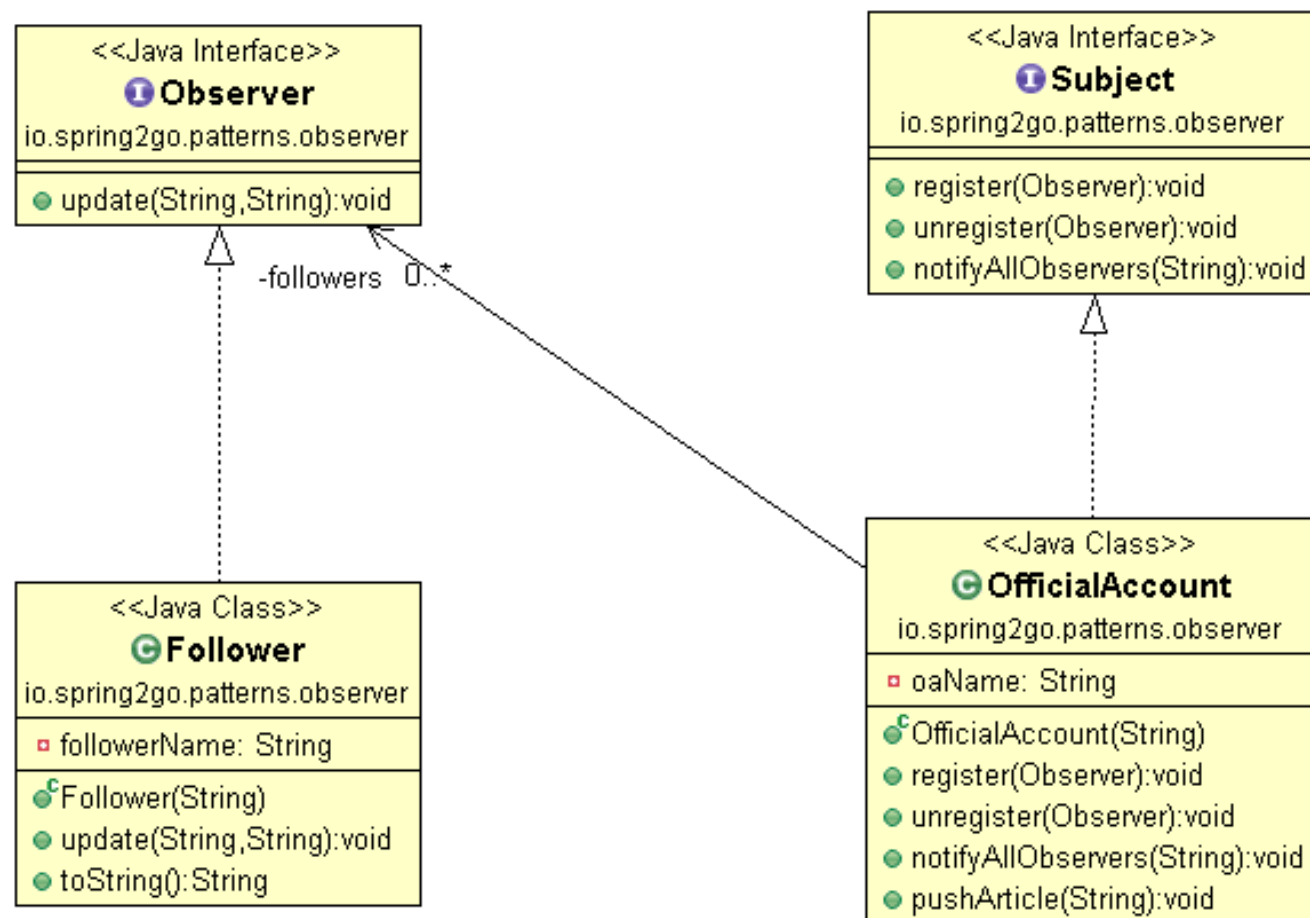 <<Java Interface>>
Observer
io.spring2go.patterns.observer
update(String,String):void
<<Java Interface>>
Subject
io.spring2go.patterns.observer
register(Observer):void
unregister(Observer):void
notifyAllObservers(String):void
-followers 0..*
<<Java Class>>
Follower
io.spring2go.patterns.observer
followerName: String
Follower(String)
update(String,String):void
toString():String
<<Java Class>>
OfficialAccount
io.spring2go.patterns.observer
oaName: String
OfficialAccount(String)
register(Observer):void
unregister(Observer):void
notifyAllObservers(String):void
pushArticle(String):void